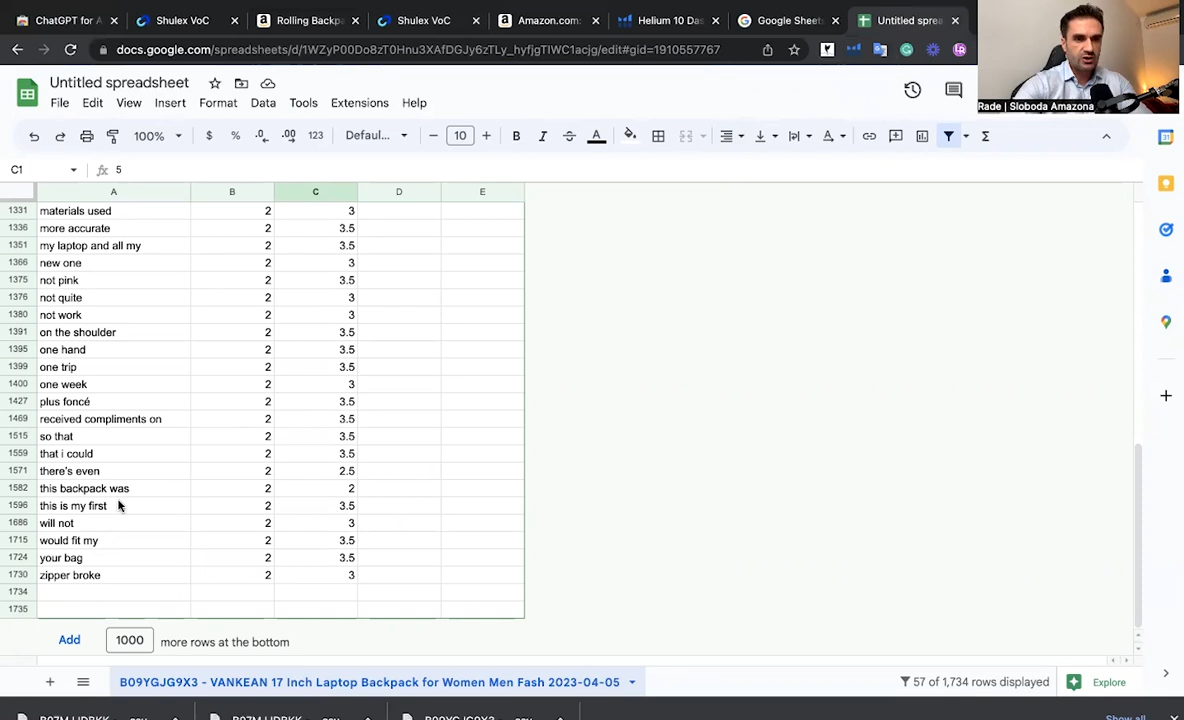 ChatGPT for A
Shulex VoC
Rolling Backpa
Shulex VoC
Amazon.com:
Helium 10 Das
Google Sheets
Untitled sprea
docs.google.com/spreadsheets/d/1WZyP00Do8zT0Hnu3XAfDGJy6zTLy_hyfjgTIWC1acjg/edit#gid=1910557767
Rade | Sloboda Amazona
Untitled spreadsheet
File Edit View Insert Format Data Tools Extensions Help
100% $ % .0 .00 123 Defaul... 10 B I A
C1 fx 5
A B C D E
1331 materials used 2 3
1336 more accurate 2 3.5
1351 my laptop and all my 2 3.5
1366 new one 2 3
1375 not pink 2 3.5
1376 not quite 2 3
1380 not work 2 3
1391 on the shoulder 2 3.5
1395 one hand 2 3.5
1399 one trip 2 3.5
1400 one week 2 3
1427 plus foncé 2 3.5
1469 received compliments on 2 3.5
1515 so that 2 3.5
1559 that i could 2 3.5
1571 there's even 2 2.5
1582 this backpack was 2 2
1596 this is my first 2 3.5
1686 will not 2 3
1715 would fit my 2 3.5
1724 your bag 2 3.5
1730 zipper broke 2 3
1734
1735
Add 1000 more rows at the bottom
B09YGJG9X3 - VANKEAN 17 Inch Laptop Backpack for Women Men Fash 2023-04-05
57 of 1,734 rows displayed
Explore
Show all